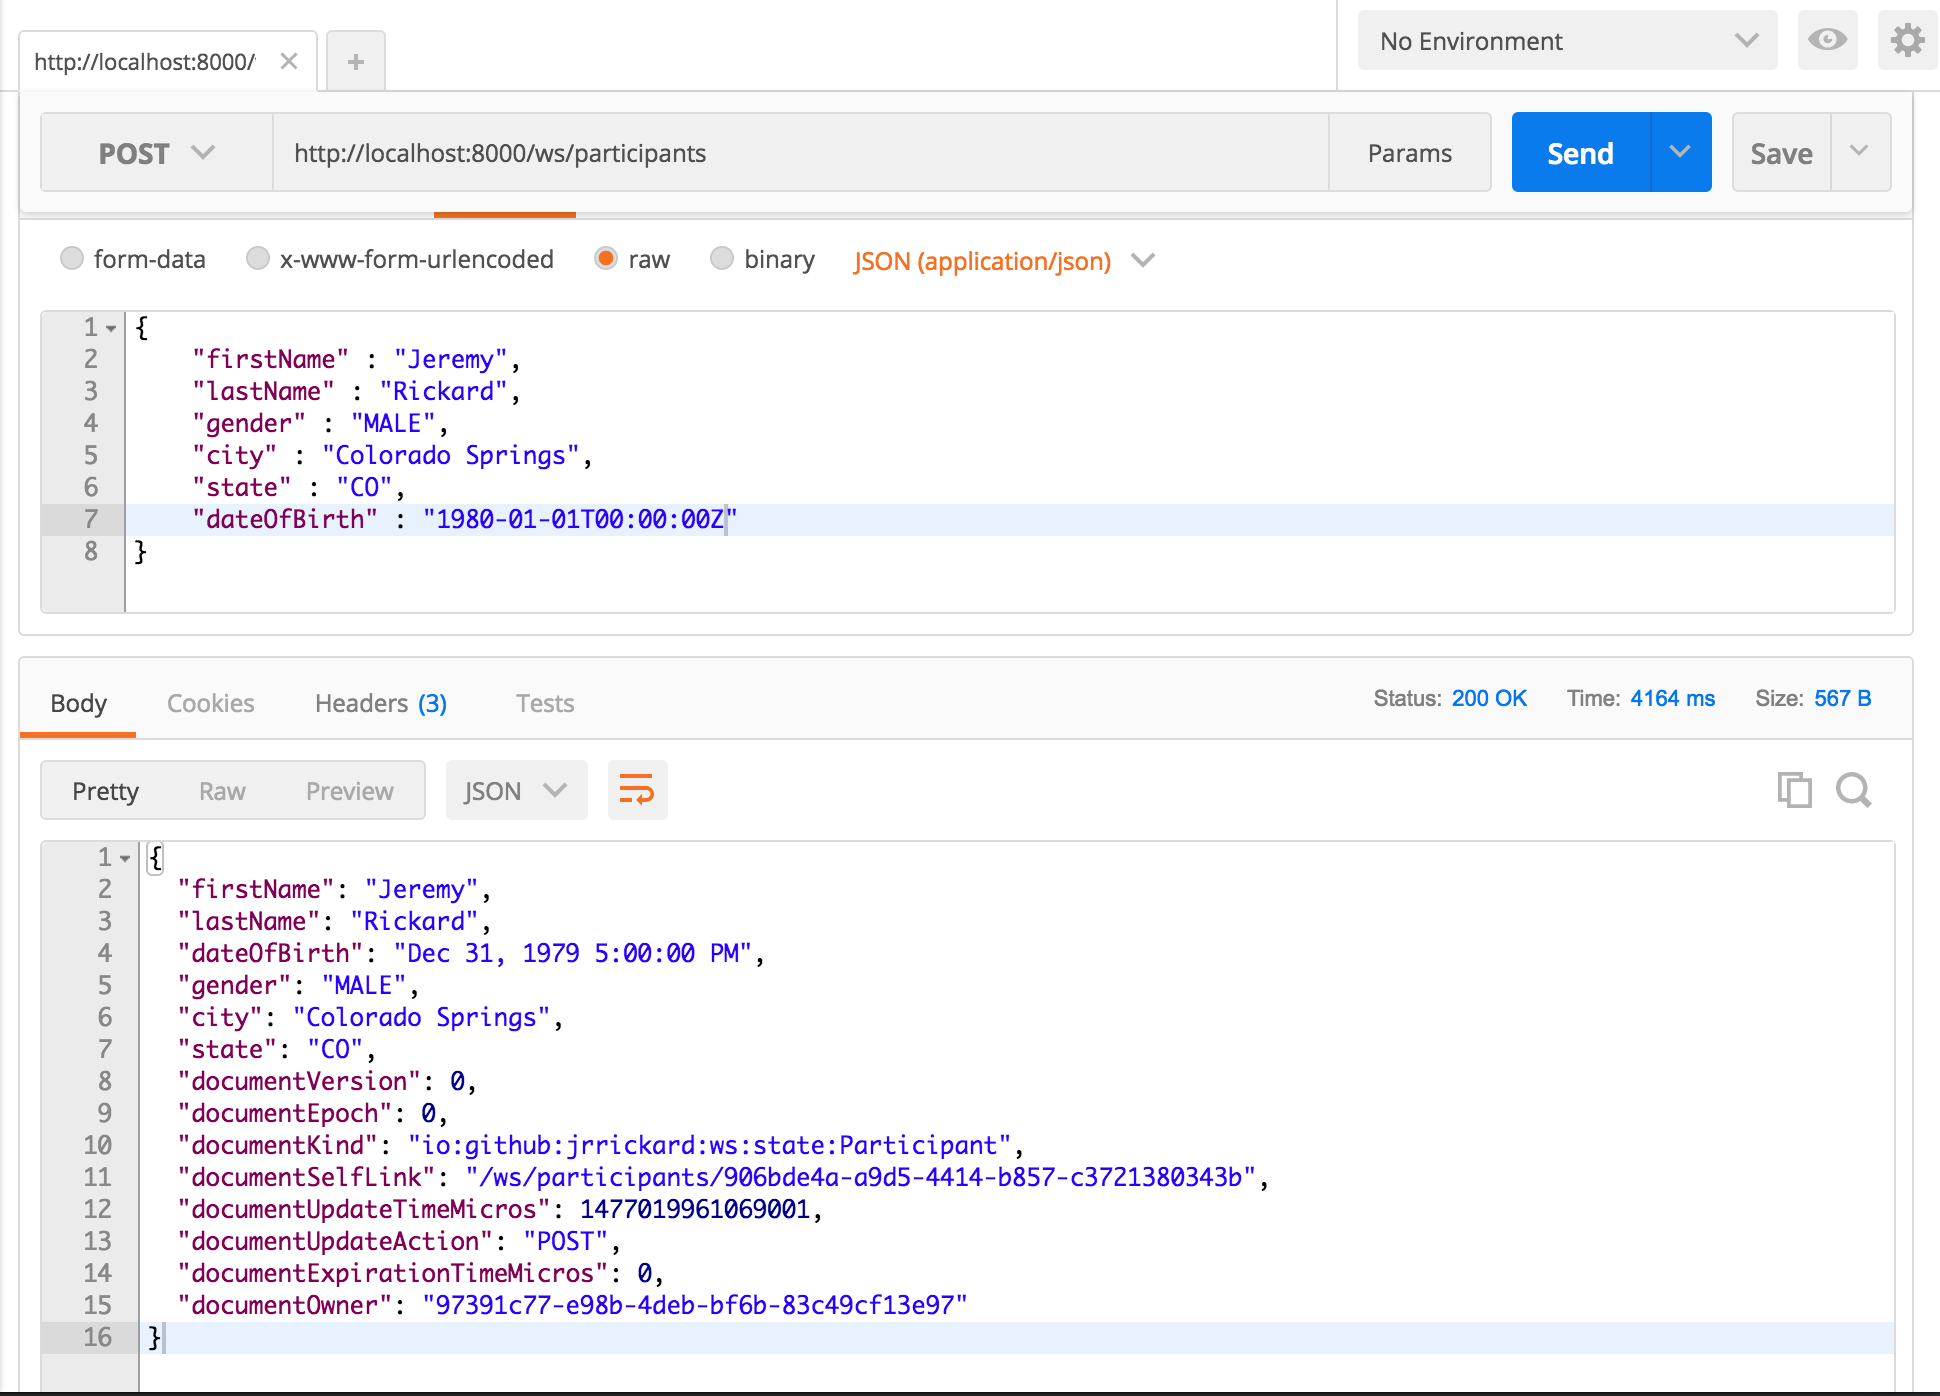 http://localhost:8000/
No Environment
POST http://localhost:8000/ws/participants Params Send Save
form-data x-www-form-urlencoded raw binary JSON (application/json)
1 {
2 "firstName" : "Jeremy",
3 "lastName" : "Rickard",
4 "gender" : "MALE",
5 "city" : "Colorado Springs",
6 "state" : "CO",
7 "dateOfBirth" : "1980-01-01T00:00:00Z"
8 }
Body Cookies Headers (3) Tests Status: 200 OK Time: 4164 ms Size: 567 B
Pretty Raw Preview JSON
1 {
2 "firstName": "Jeremy",
3 "lastName": "Rickard",
4 "dateOfBirth": "Dec 31, 1979 5:00:00 PM",
5 "gender": "MALE",
6 "city": "Colorado Springs",
7 "state": "CO",
8 "documentVersion": 0,
9 "documentEpoch": 0,
10 "documentKind": "io:github:jrrickard:ws:state:Participant",
11 "documentSelfLink": "/ws/participants/906bde4a-a9d5-4414-b857-c3721380343b",
12 "documentUpdateTimeMicros": 1477019961069001,
13 "documentUpdateAction": "POST",
14 "documentExpirationTimeMicros": 0,
15 "documentOwner": "97391c77-e98b-4deb-bf6b-83c49cf13e97"
16 }